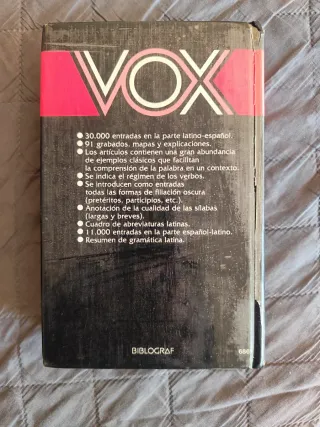 VOX
● 30.000 entradas en la parte latino-español.
● 91 grabados, mapas y explicaciones.
● Los artículos contienen una gran abundancia
de ejemplos clásicos que facilitan
la comprensión de la palabra en un contexto.
● Se indica el régimen de los verbos.
● Se introducen como entradas
todas las formas de filiación oscura
(pretéritos, participios, etc.)
● Anotación de la cualidad de las sílabas
(largas y breves).
● Cuadro de abreviaturas latinas.
● 11.000 entradas en la parte español-latino.
● Resumen de gramática latina.
BIBLOGRAF